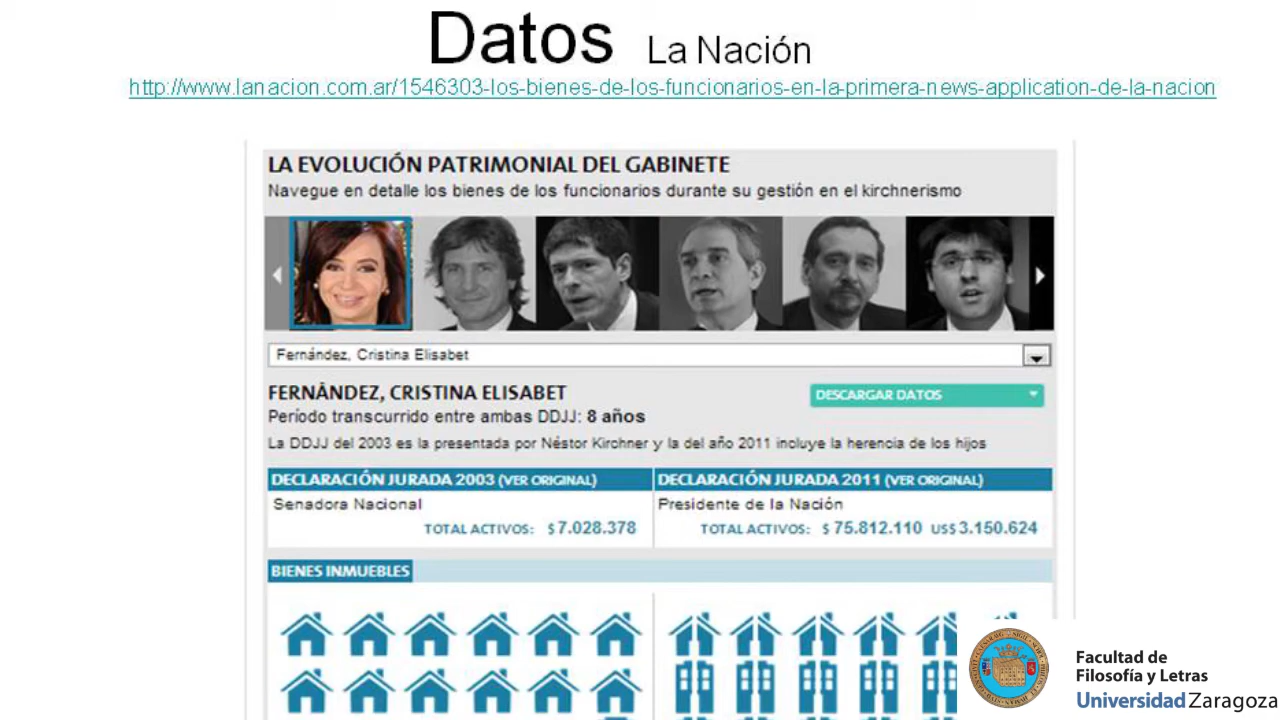 Datos La Nación
http://www.lanacion.com.ar/1546303-los-bienes-de-los-funcionarios-en-la-primera-news-application-de-la-nacion
LA EVOLUCIÓN PATRIMONIAL DEL GABINETE
Navegue en detalle los bienes de los funcionarios durante su gestión en el kirchnerismo
Fernández, Cristina Elisabet
FERNÁNDEZ, CRISTINA ELISABET
DESCARGAR DATOS
Período transcurrido entre ambas DDJJ: 8 años
La DDJJ del 2003 es la presentada por Néstor Kirchner y la del año 2011 incluye la herencia de los hijos
DECLARACIÓN JURADA 2003 (VER ORIGINAL)
Senadora Nacional
TOTAL ACTIVOS: $ 7.028.378
DECLARACIÓN JURADA 2011 (VER ORIGINAL)
Presidente de la Nación
TOTAL ACTIVOS: $ 75.812.110 US$ 3.150.624
BIENES INMUEBLES
Facultad de
Filosofía y Letras
Universidad Zaragoza